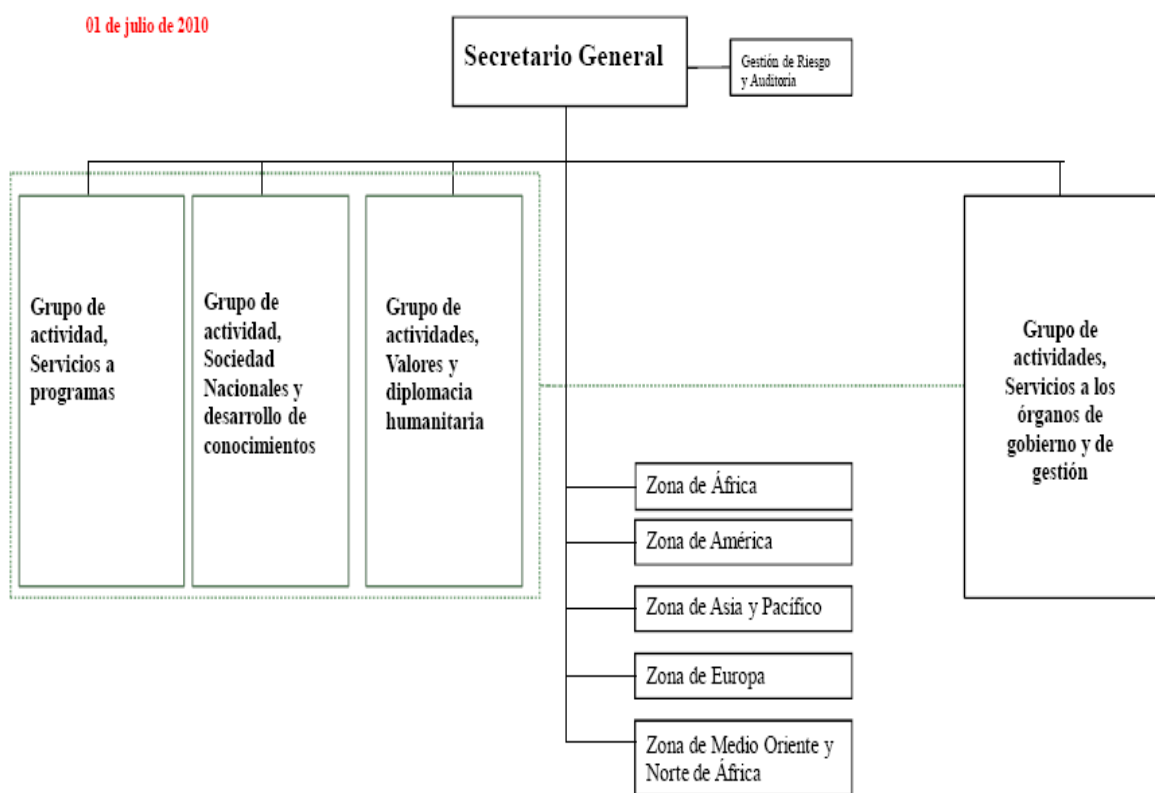 01 de julio de 2010
Secretario General
Gestión de Riesgo
y Auditoría
Grupo de
actividad,
Servicios a
programas
Grupo de
actividad,
Sociedad
Nacionales y
desarrollo de
conocimientos
Grupo de
actividades,
Valores y
diplomacia
humanitaria
Grupo de
actividades,
Servicios a los
órganos de
gobierno y de
gestión
Zona de África
Zona de América
Zona de Asia y Pacífico
Zona de Europa
Zona de Medio Oriente y
Norte de África